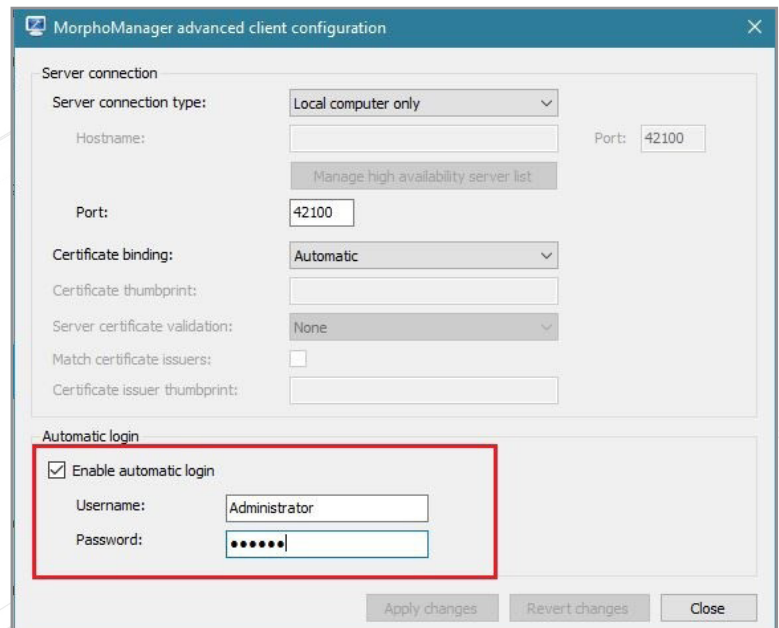 MorphoManager advanced client configuration
Server connection
Server connection type: Local computer only
Hostname: Port: 42100
Manage high availability server list
Port: 42100
Certificate binding: Automatic
Certificate thumbprint:
Server certificate validation: None
Match certificate issuers:
Certificate issuer thumbprint:
Automatic login
Enable automatic login
Username: Administrator
Password: ●●●●●●
Apply changes Revert changes Close